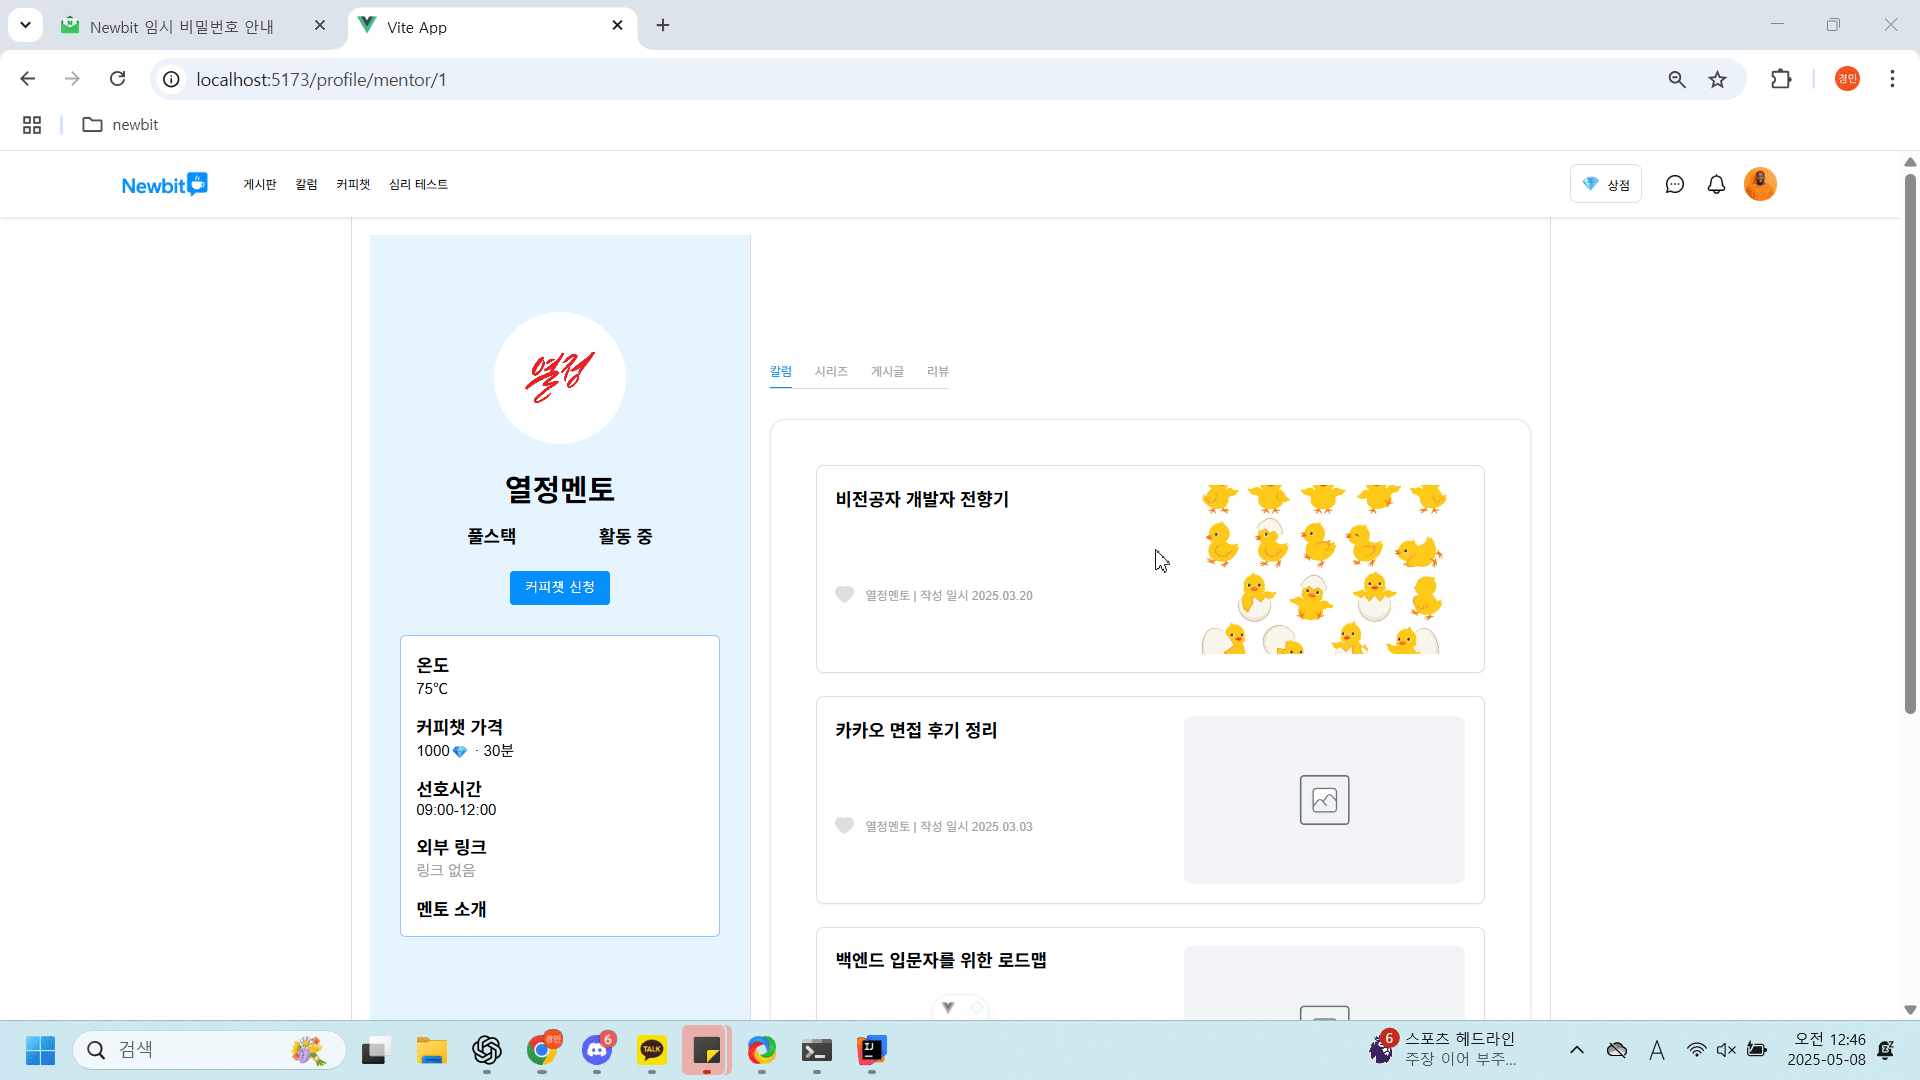 Newbit 임시 비밀번호 안내
Vite App
localhost:5173/profile/mentor/1
경민
newbit
Newbit
게시판 칼럼 커피챗 심리 테스트
상점
열정
열정멘토
풀스택 활동 중
커피챗 신청
온도
75°C
커피챗 가격
1000 · 30분
선호시간
09:00-12:00
외부 링크
링크 없음
멘토 소개
칼럼 시리즈 게시글 리뷰
비전공자 개발자 전향기
열정멘토 | 작성 일시 2025.03.20
카카오 면접 후기 정리
열정멘토 | 작성 일시 2025.03.03
백엔드 입문자를 위한 로드맵
검색
경민
6
TALK
IJ
6
스포츠 헤드라인
주장 이어 부주...
A
오전 12:46
2025-05-08